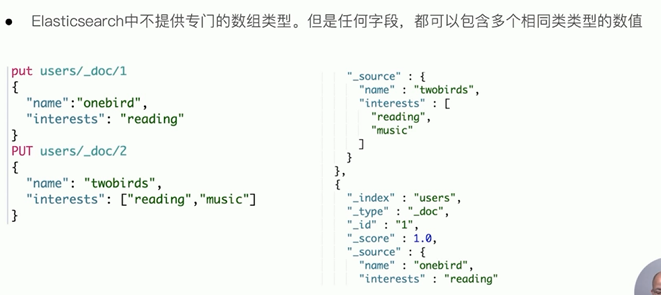 ● Elasticsearch中不提供专门的数组类型。但是任何字段，都可以包含多个相同类类型的数值
put users/_doc/1
{
  "name":"onebird",
  "interests": "reading"
}
PUT users/_doc/2
{
  "name": "twobirds",
  "interests": ["reading","music"]
}
"_source" : {
  "name" : "twobirds",
  "interests" : [
    "reading",
    "music"
  ]
}
},
{
  "_index" : "users",
  "_type" : "_doc",
  "_id" : "1",
  "_score" : 1.0,
  "_source" : {
    "name" : "onebird",
    "interests" : "reading"